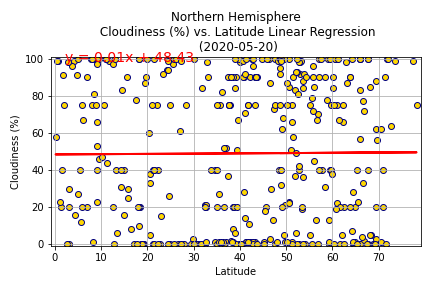 Northern Hemisphere
Cloudiness (%) vs. Latitude Linear Regression
(2020-05-20)
y = 0.01x + 48.43
100
80
60
40
20
0
Cloudiness (%)
0 10 20 30 40 50 60 70
Latitude